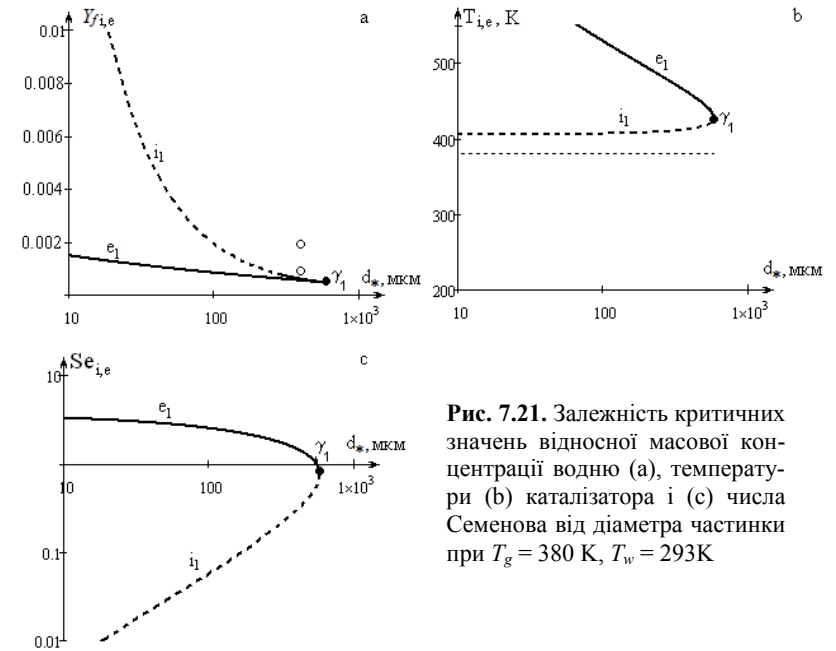 Y_{f i,e}
a
0.01
0.008
0.006
0.004
0.002
i₁
e₁
γ₁
d*, мкм
10
100
1×10³
T_{i,e}, K
b
500
400
300
200
e₁
i₁
γ₁
d*, мкм
10
100
1×10³
Se_{i,e}
c
10
0.1
0.01
e₁
i₁
γ₁
d*, мкм
10
100
1×10³
Рис. 7.21. Залежність критичних
значень відносної масової кон-
центрації водню (a), температу-
ри (b) каталізатора і (c) числа
Семенова від діаметра частинки
при T_g = 380 K, T_w = 293K